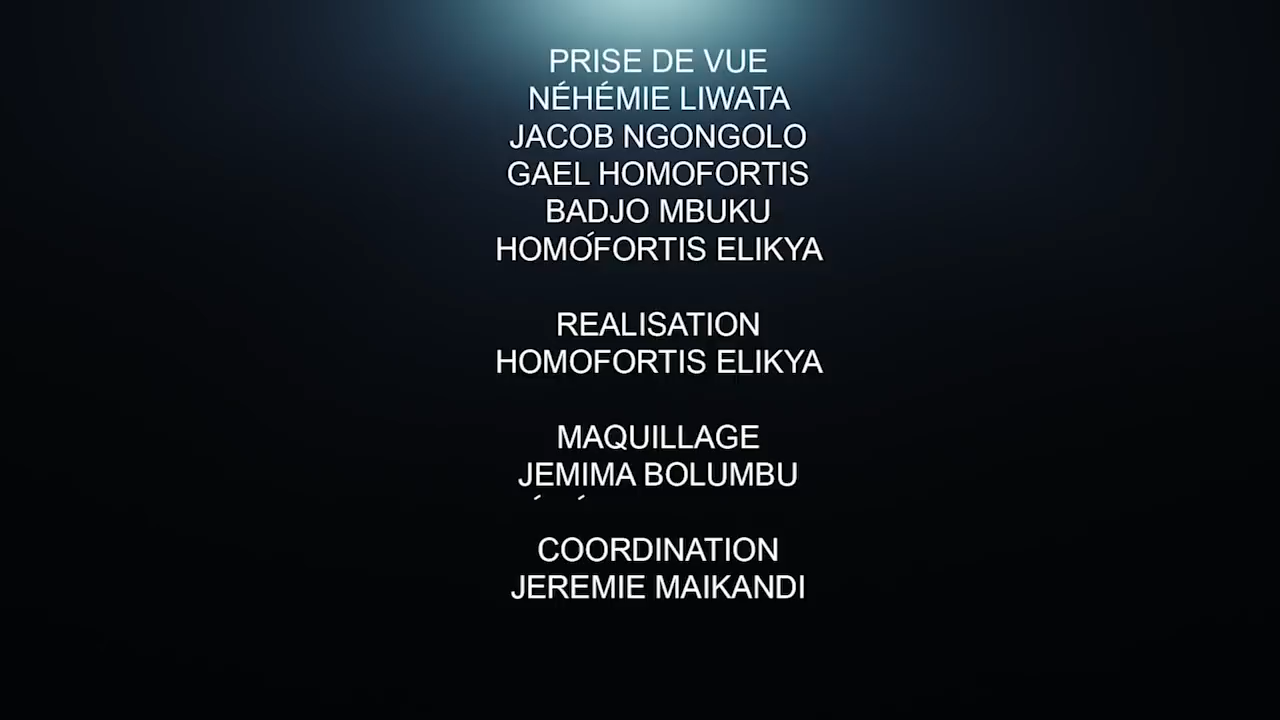 PRISE DE VUE
NÉHÉMIE LIWATA
JACOB NGONGOLO
GAEL HOMOFORTIS
BADJO MBUKU
HOMOFORTIS ELIKYA
REALISATION
HOMOFORTIS ELIKYA
MAQUILLAGE
JEMIMA BOLUMBU
COORDINATION
JEREMIE MAIKANDI